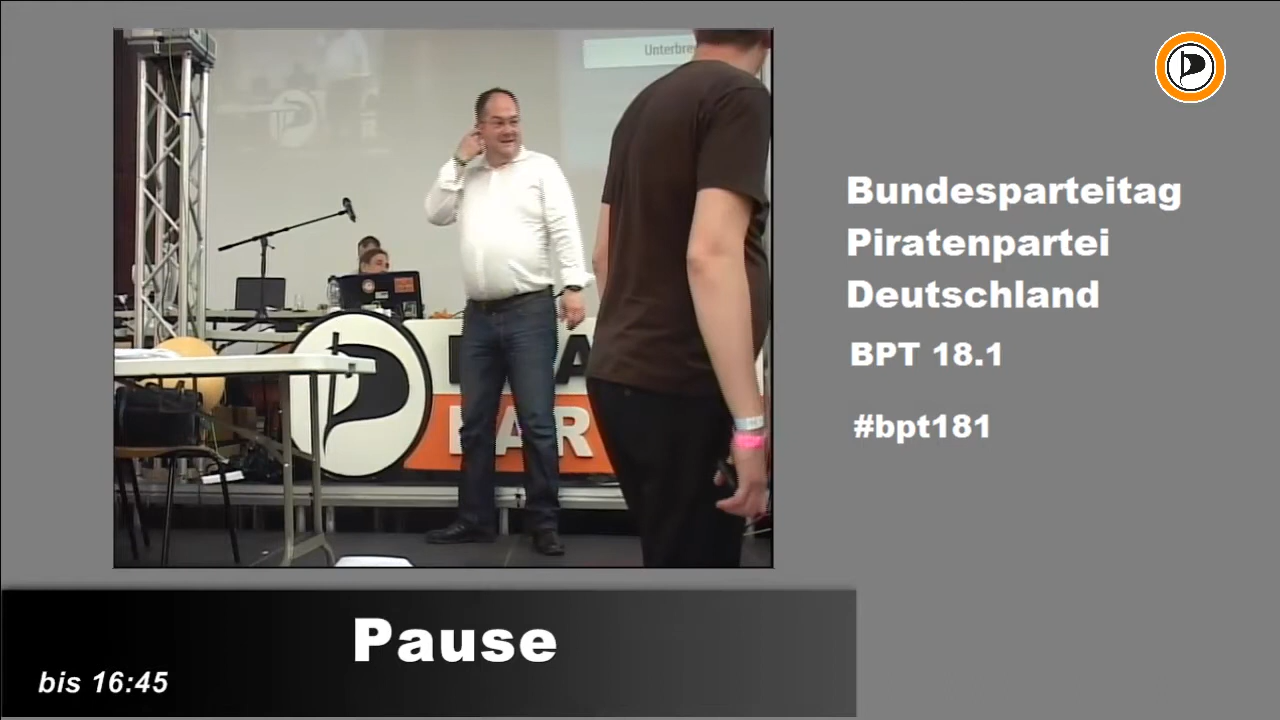 Bundesparteitag
Piratenpartei
Deutschland
BPT 18.1
#bpt181
Pause
bis 16:45